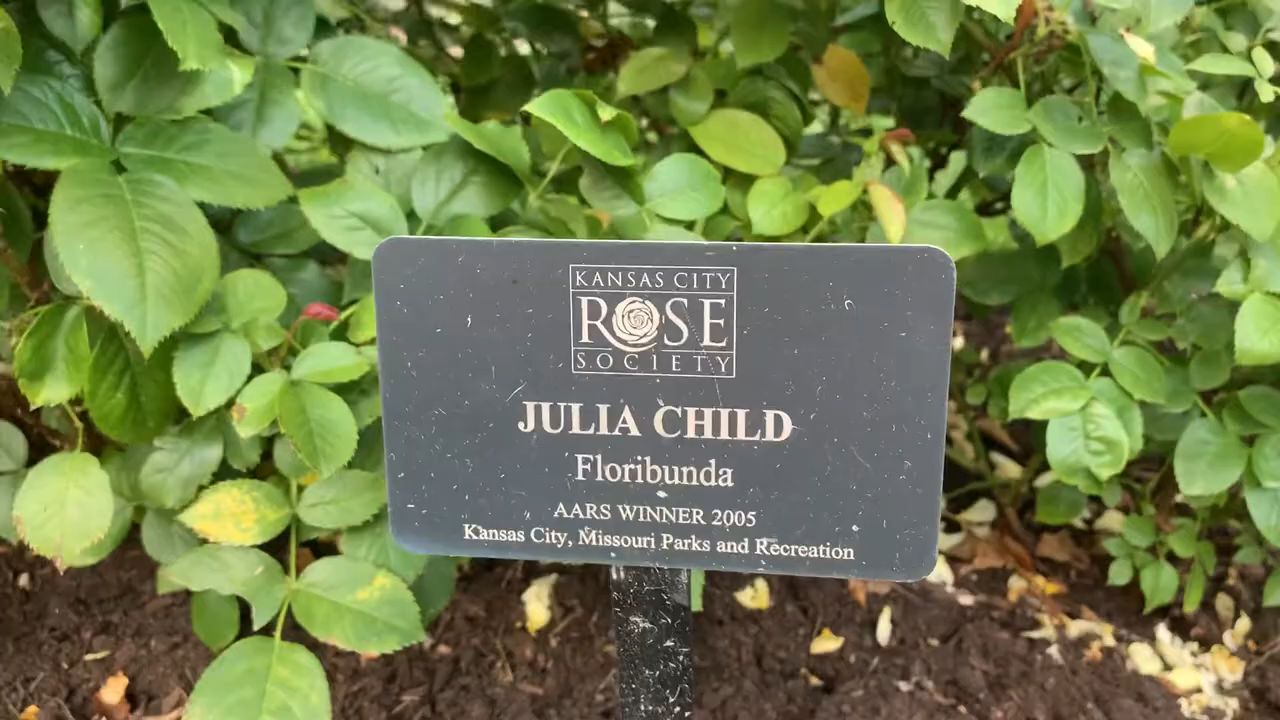 KANSAS CITY
ROSE
SOCIETY
JULIA CHILD
Floribunda
AARS WINNER 2005
Kansas City, Missouri Parks and Recreation